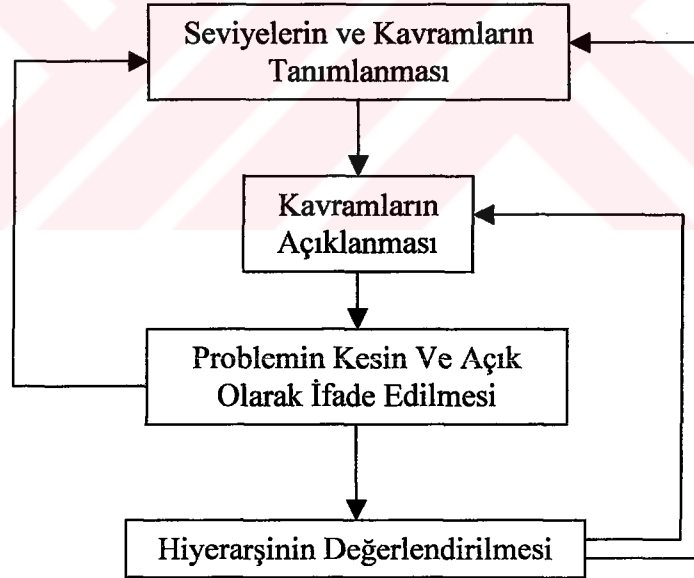 Seviyelerin ve Kavramların
Tanımlanması
Kavramların
Açıklanması
Problemin Kesin Ve Açık
Olarak İfade Edilmesi
Hiyerarşinin Değerlendirilmesi